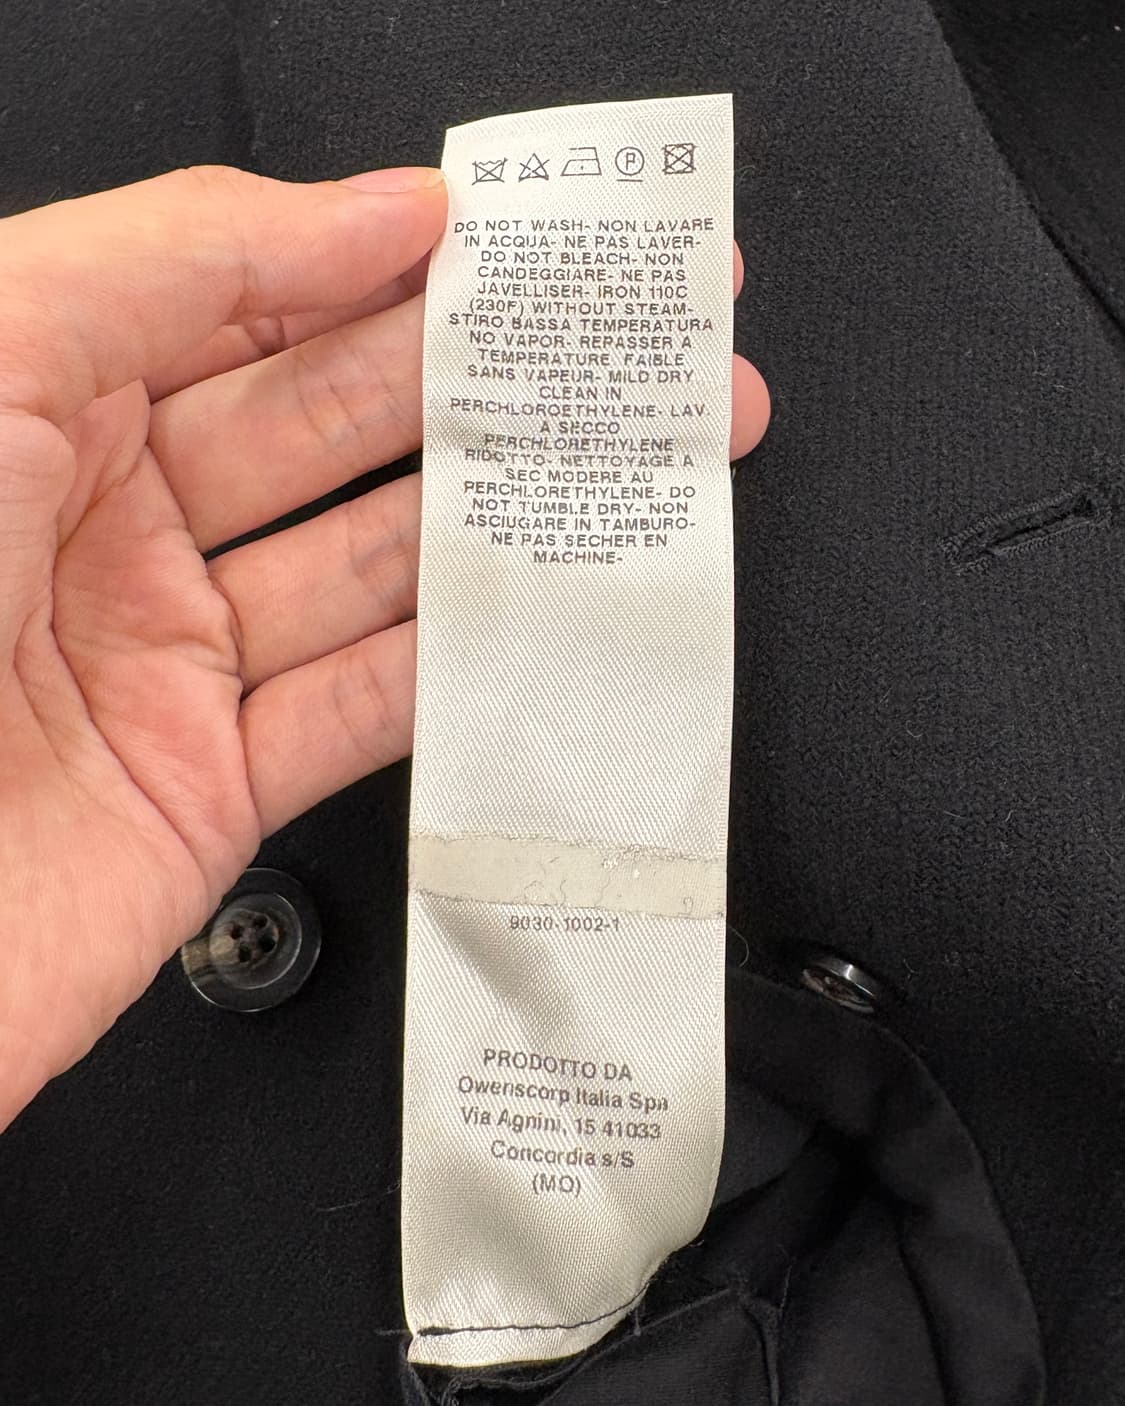 P
DO NOT WASH- NON LAVARE
IN ACQUA- NE PAS LAVER-
DO NOT BLEACH- NON
CANDEGGIARE- NE PAS
JAVELLISER- IRON 110C
(230F) WITHOUT STEAM-
STIRO BASSA TEMPERATURA
NO VAPOR- REPASSER A
TEMPERATURE FAIBLE
SANS VAPEUR- MILD DRY
CLEAN IN
PERCHLOROETHYLENE- LAV
A SECCO
PERCHLORETHYLENE
RIDOTTO- NETTOYAGE A
SEC MODERE AU
PERCHLORETHYLENE- DO
NOT TUMBLE DRY- NON
ASCIUGARE IN TAMBURO-
NE PAS SECHER EN
MACHINE-
9030-1002-1
PRODOTTO DA
Owenscorp Italia Spa
Via Agnini, 15 41033
Concordia s/S
(MO)